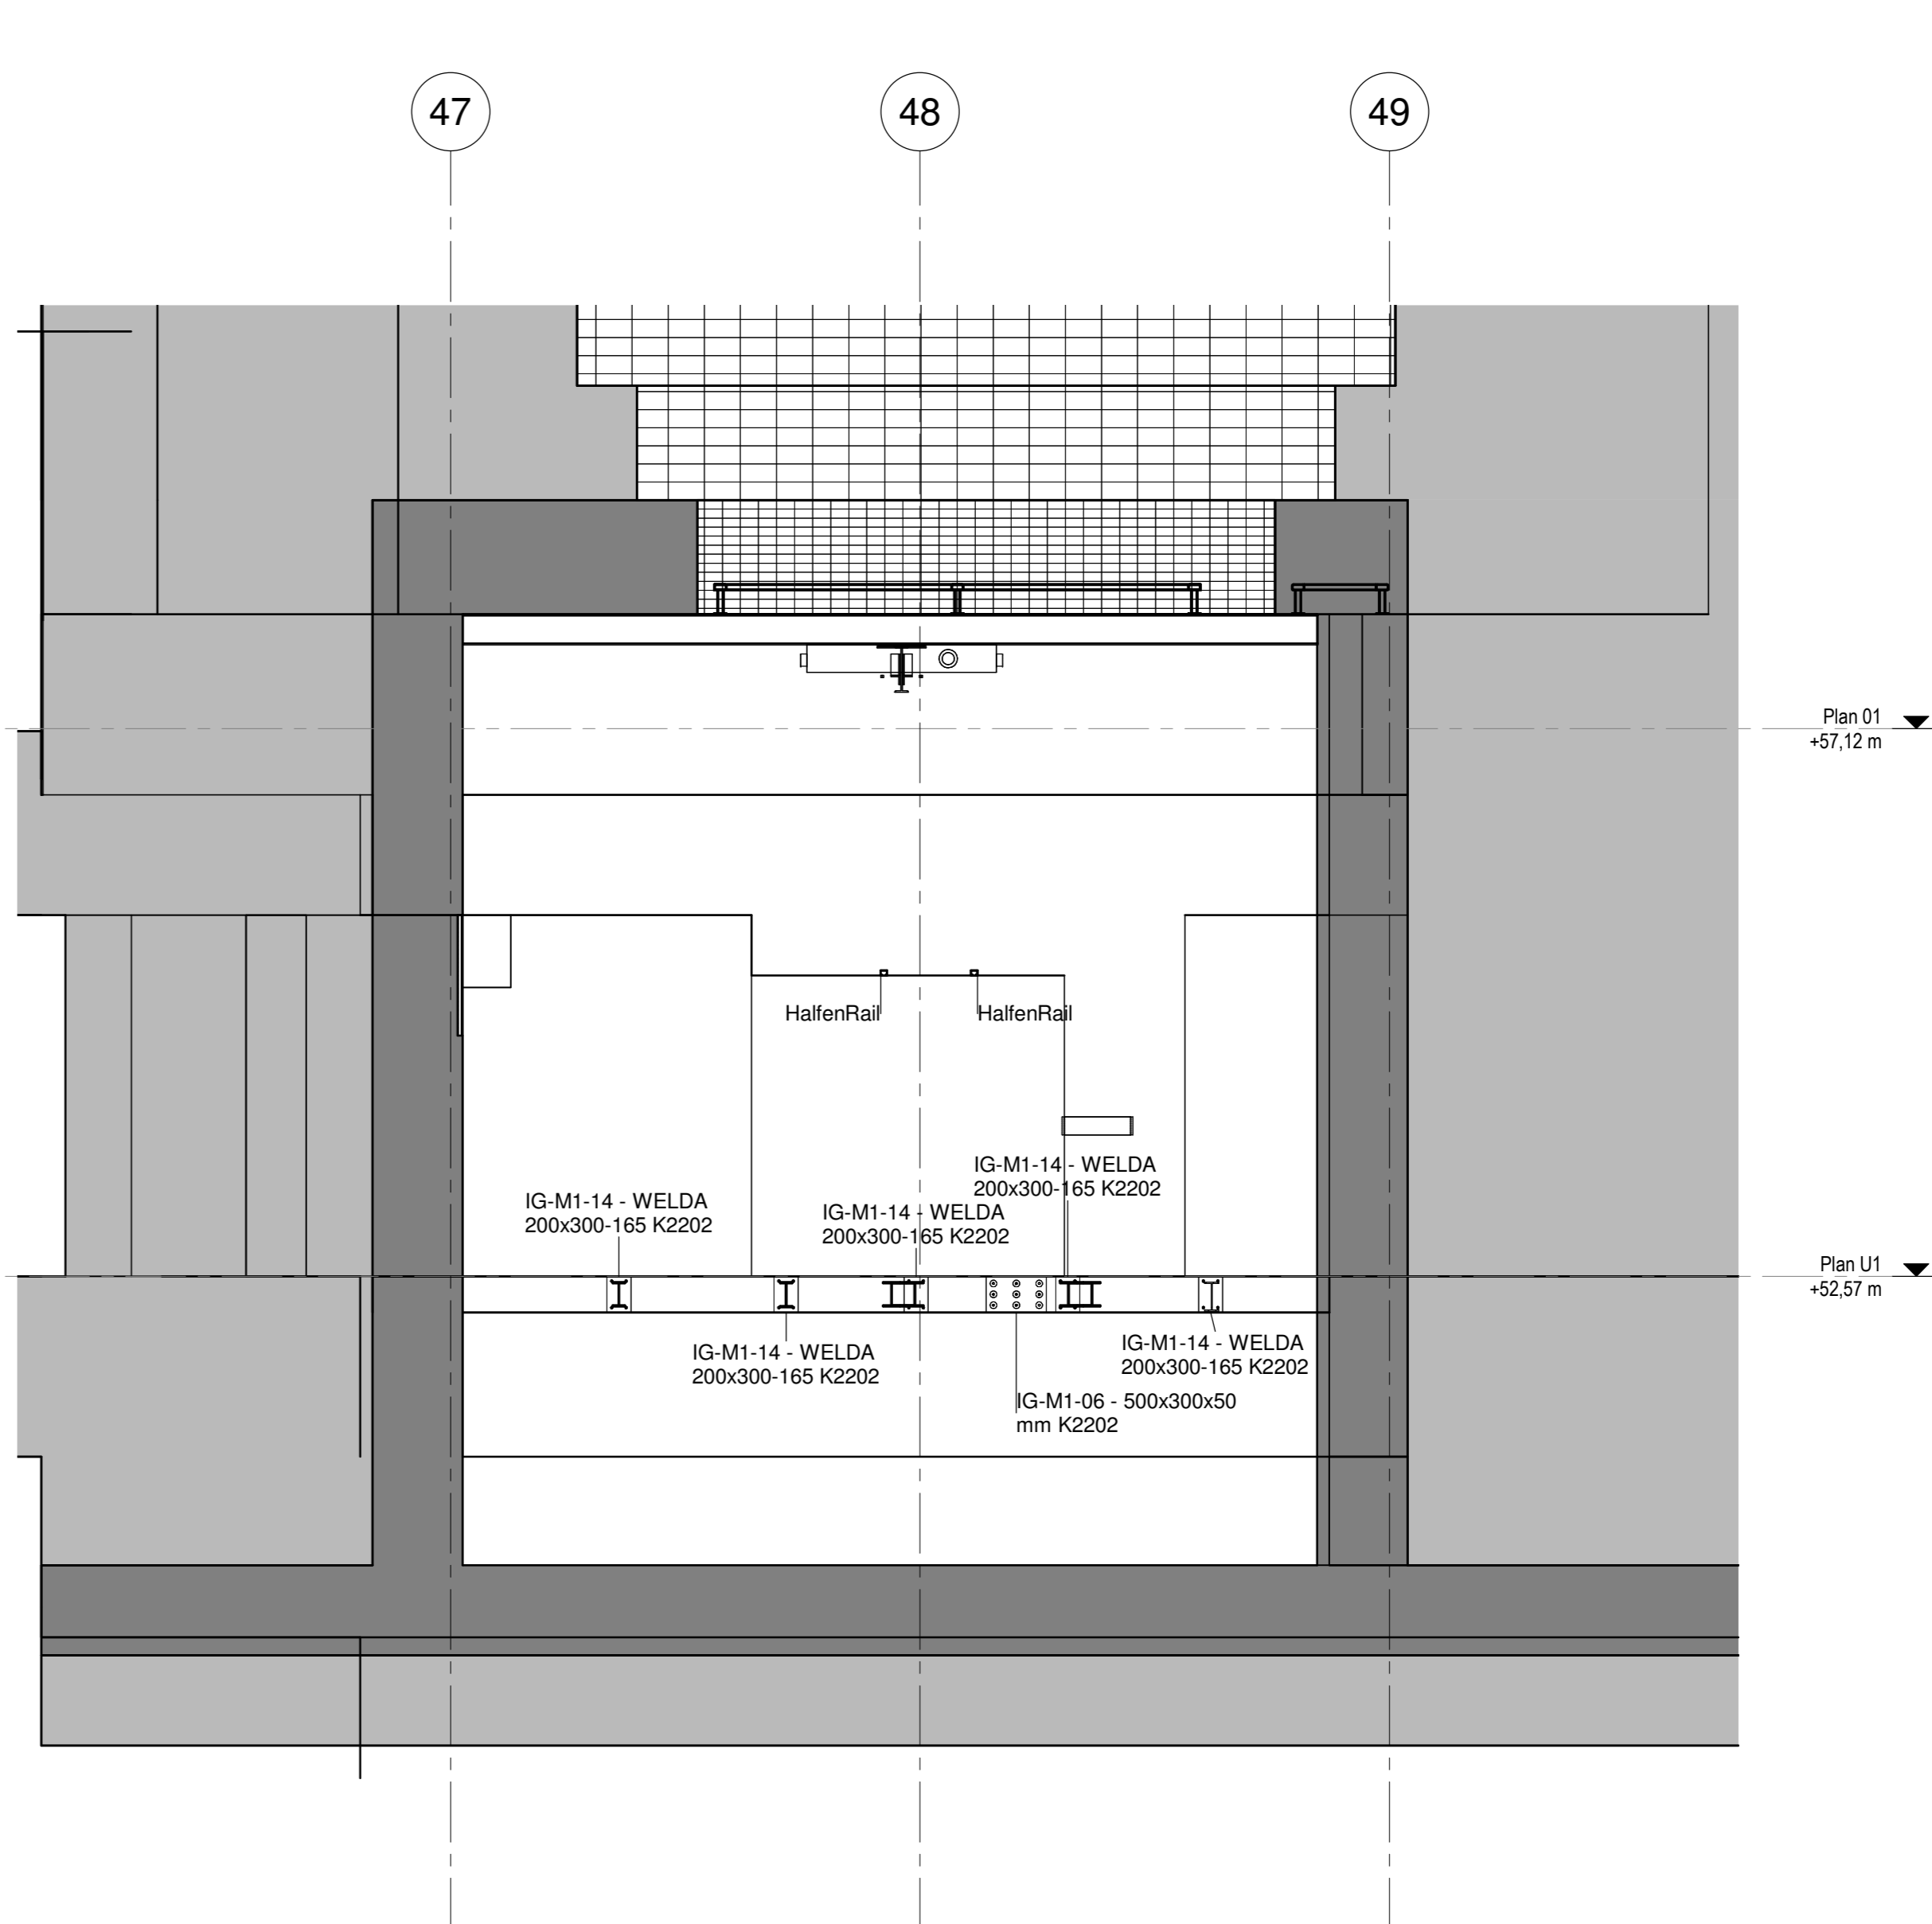 47
48
49
Plan 01
+57,12 m
HalfenRail
HalfenRail
IG-M1-14 - WELDA
200x300-165 K2202
IG-M1-14 - WELDA
200x300-165 K2202
IG-M1-14 - WELDA
200x300-165 K2202
Plan U1
+52,57 m
IG-M1-14 - WELDA
200x300-165 K2202
IG-M1-14 - WELDA
200x300-165 K2202
IG-M1-06 - 500x300x50
mm K2202